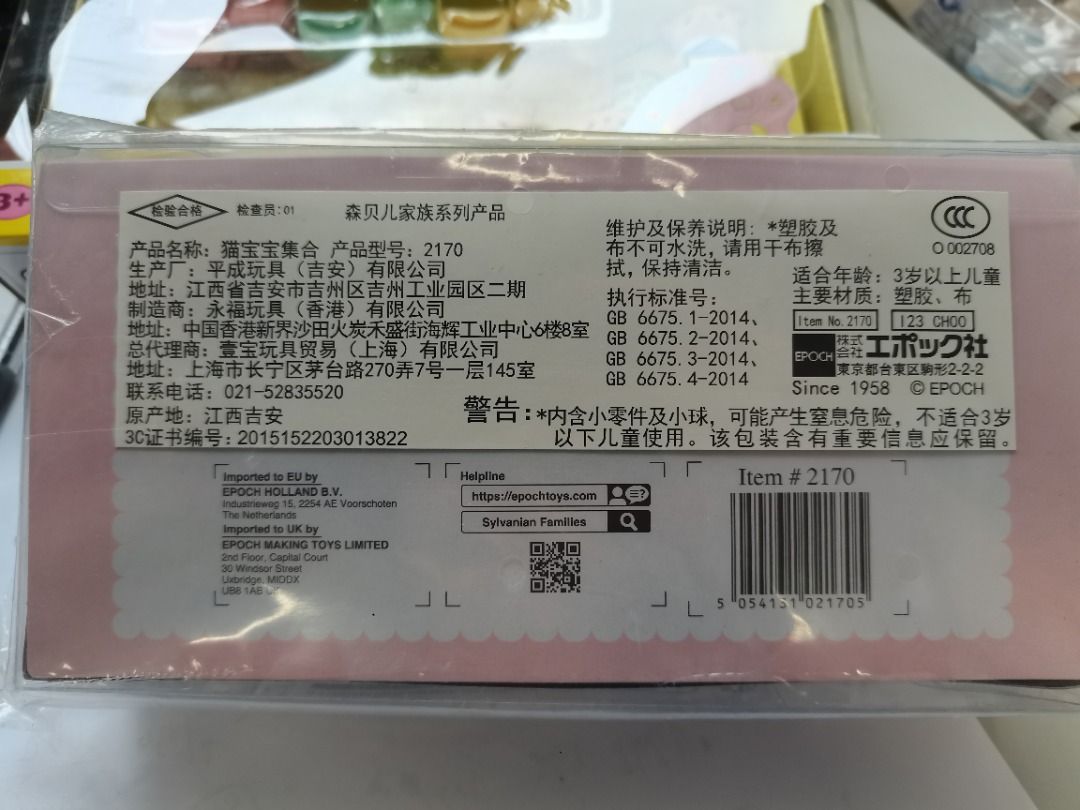 3+
检验合格 检查员:01 森贝儿家族系列产品
产品名称: 猫宝宝集合 产品型号: 2170
生产厂: 平成玩具（吉安）有限公司
地址: 江西省吉安市吉州区吉州工业园区二期
制造商: 永福玩具（香港）有限公司
地址: 中国香港新界沙田火炭禾盛街海辉工业中心6楼8室
总代理商: 壹宝玩具贸易（上海）有限公司
地址: 上海市长宁区茅台路270弄7号一层145室
联系电话: 021-52835520
原产地: 江西吉安
3C证书编号: 2015152203013822
维护及保养说明: *塑胶及
布不可水洗, 请用干布擦
拭, 保持清洁。
执行标准号:
GB 6675.1-2014、
GB 6675.2-2014、
GB 6675.3-2014、
GB 6675.4-2014
CCC
O 002708
适合年龄: 3岁以上儿童
主要材质: 塑胶、布
Item No.2170 I23 CH00
EPOCH 株式会社 エポック社
東京都台東区駒形2-2-2
Since 1958 © EPOCH
警告: *内含小零件及小球, 可能产生窒息危险, 不适合3岁
以下儿童使用。该包装含有重要信息应保留。
Imported to EU by
EPOCH HOLLAND B.V.
Industrieweg 15, 2254 AE Voorschoten
The Netherlands
Imported to UK by
EPOCH MAKING TOYS LIMITED
2nd Floor, Capital Court
30 Windsor Street
Uxbridge, MIDDX
UB8 1AB
Helpline
https://epochtoys.com
Sylvanian Families
Item # 2170
5 054131 021705